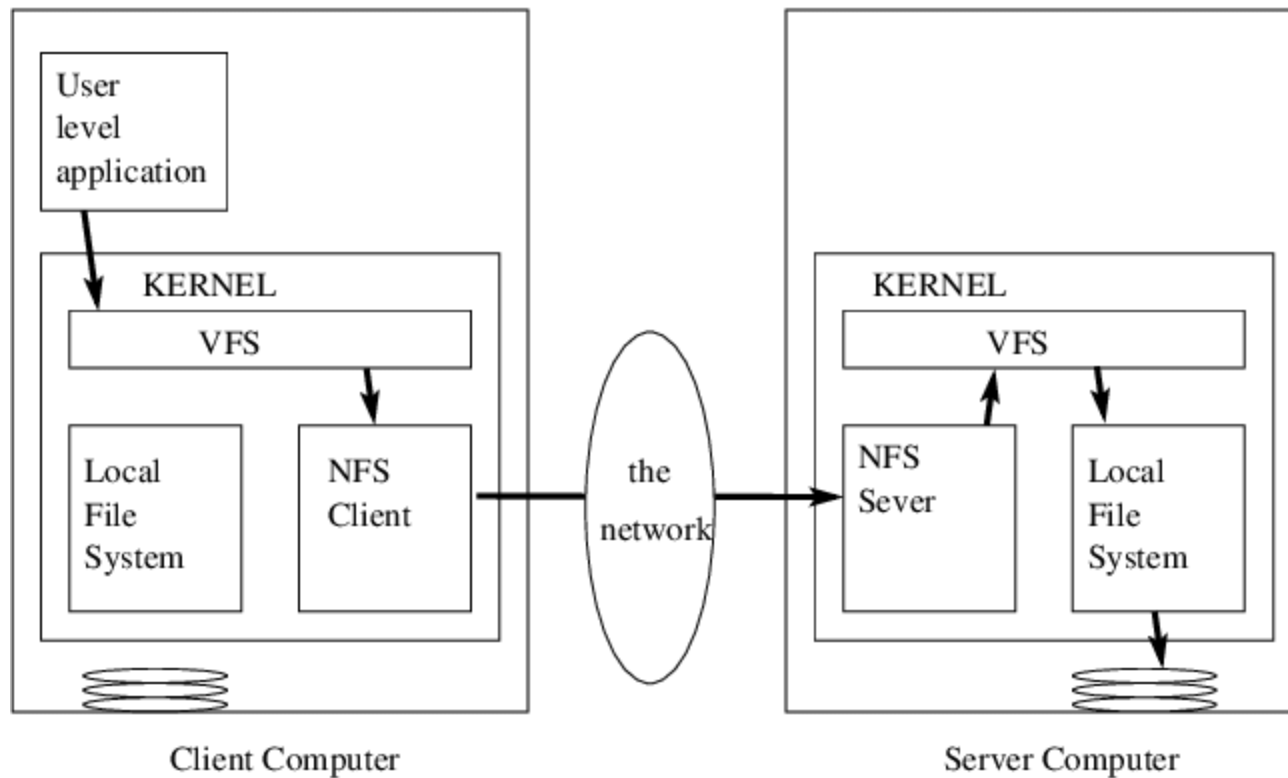 User
level
application
KERNEL
VFS
Local
File
System
NFS
Client
the
network
KERNEL
VFS
NFS
Sever
Local
File
System
Client Computer
Server Computer